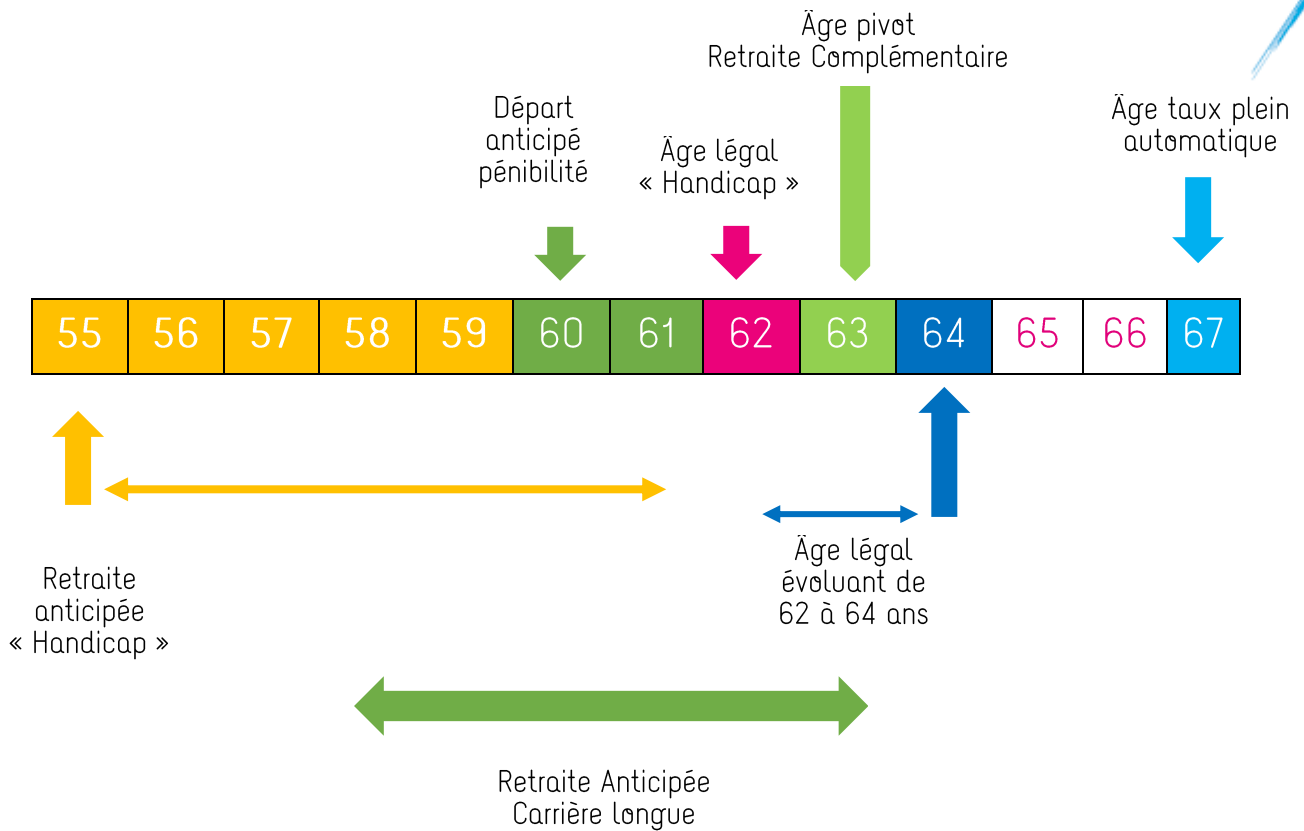 Âge pivot
Retraite Complémentaire
Départ
anticipé
pénibilité
Âge légal
« Handicap »
Âge taux plein
automatique
55 56 57 58 59 60 61 62 63 64 65 66 67
Retraite
anticipée
« Handicap »
Âge légal
évoluant de
62 à 64 ans
Retraite Anticipée
Carrière longue